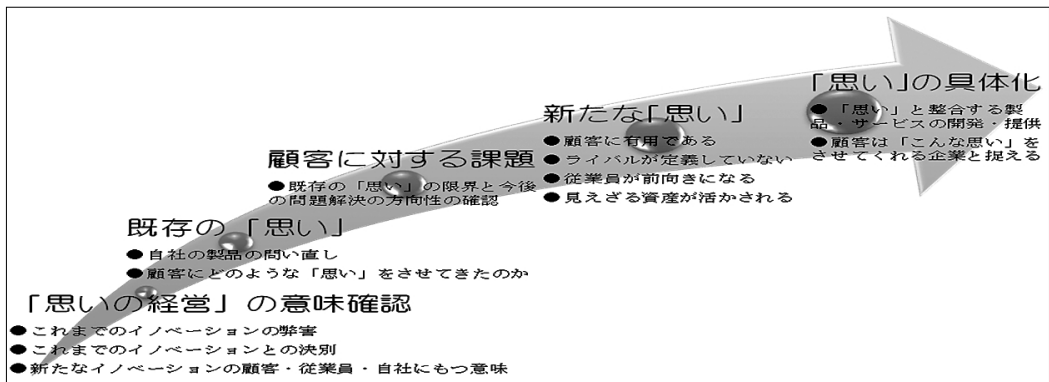 「思い」の具体化
●「思い」と整合する製
品・サービスの開発・提供
●顧客は「こんな思い」を
させてくれる企業と捉える
新たな「思い」
●顧客に有用である
●ライバルが定義していない
●従業員が前向きになる
●見えざる資産が活かされる
顧客に対する課題
●既存の「思い」の限界と今後
の問題解決の方向性の確認
既存の「思い」
●自社の製品の問い直し
●顧客にどのような「思い」をさせてきたのか
「思いの経営」の意味確認
●これまでのイノベーションの弊害
●これまでのイノベーションとの決別
●新たなイノベーションの顧客・従業員・自社にもつ意味